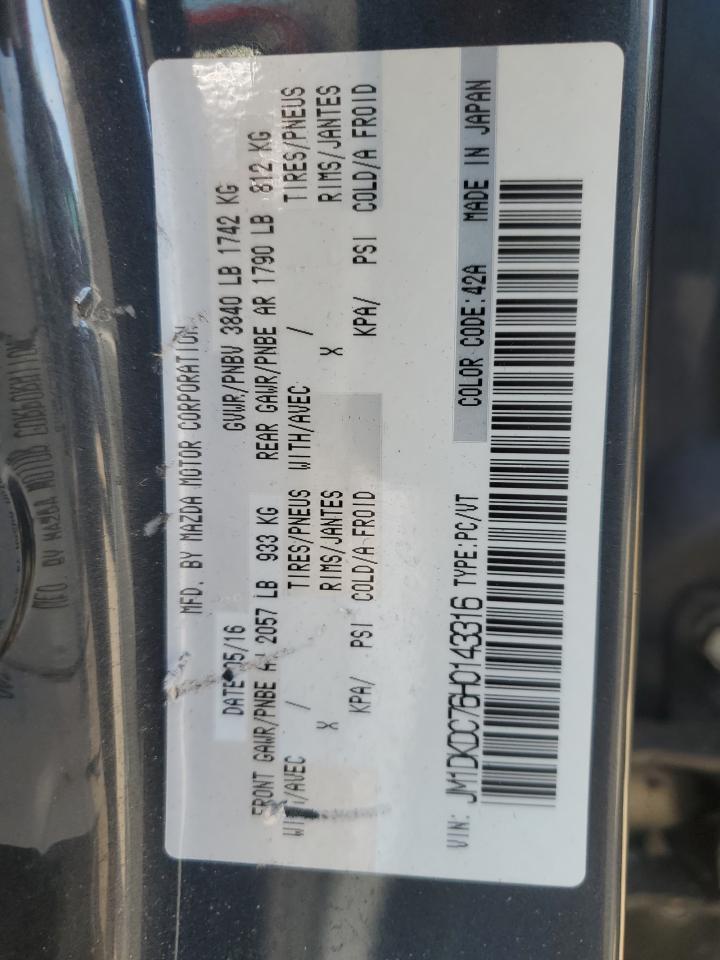 MFD. BY MAZDA MOTOR CORPORATION
DATE 05/16 GVWR/PNBV 3840 LB 1742 KG
FRONT GAWR/PNBE 2057 LB 933 KG REAR GAWR/PNBE AR 1790 LB 812 KG
WITH/AVEC / TIRES/PNEUS WITH/AVEC / TIRES/PNEUS
X RIMS/JANTES X RIMS/JANTES
KPA/ PSI COLD/A FROID KPA/ PSI COLD/A FROID
VIN: JM1DKDC76H0143316 TYPE:PC/VT COLOR CODE:42A MADE IN JAPAN